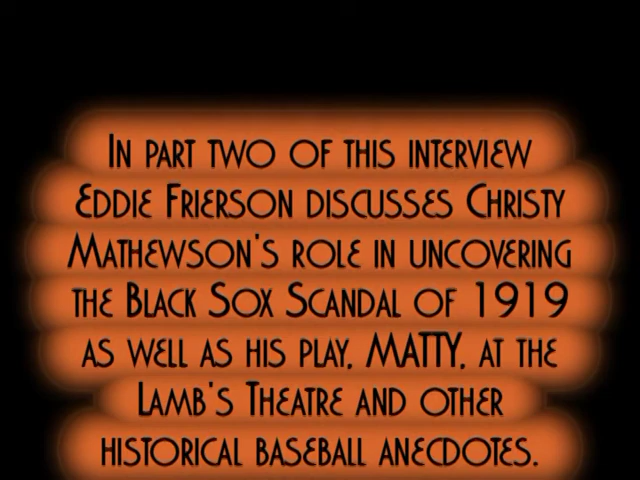 In part two of this interview
Eddie Frierson discusses Christy
Mathewson's role in uncovering
the Black Sox Scandal of 1919
as well as his play, MATTY, at the
Lamb's Theatre and other
historical baseball anecdotes.